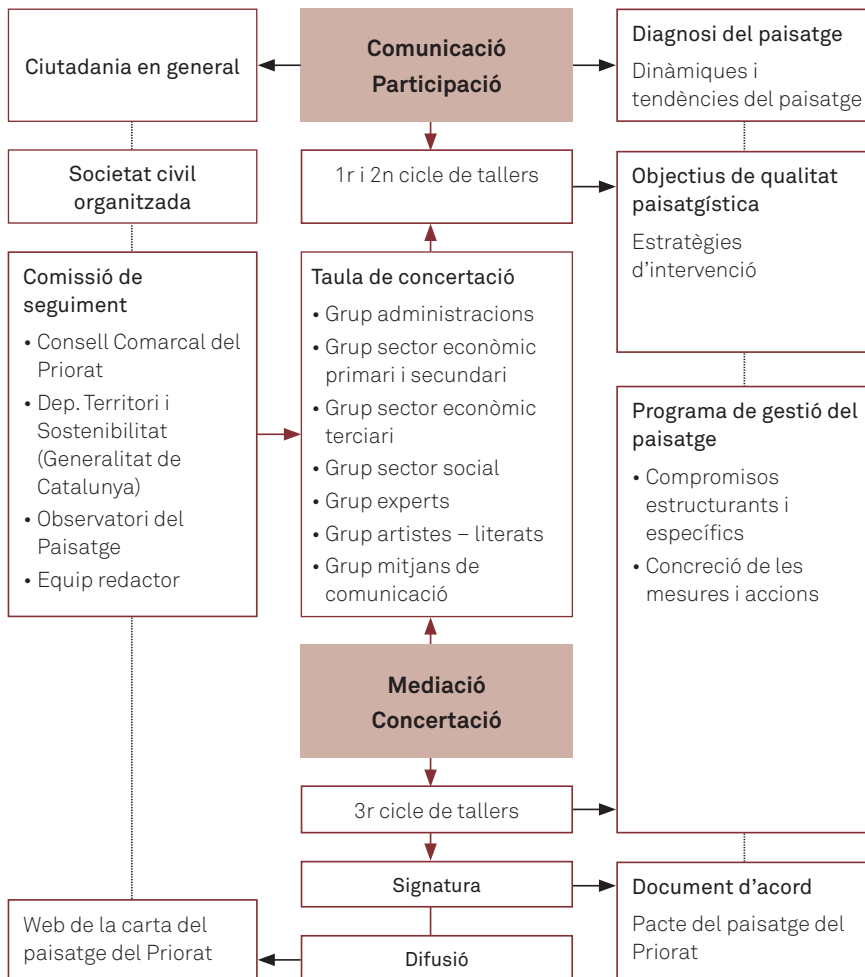 Ciutadania en general
Comunicació
Participació
Diagnosi del paisatge
Dinàmiques i
tendències del paisatge
Societat civil
organitzada
1r i 2n cicle de tallers
Objectius de qualitat
paisatgística
Estratègies
d'intervenció
Comissió de
seguiment
• Consell Comarcal del
Priorat
• Dep. Territori i
Sostenibilitat
(Generalitat de
Catalunya)
• Observatori del
Paisatge
• Equip redactor
Taula de concertació
• Grup administracions
• Grup sector econòmic
primari i secundari
• Grup sector econòmic
terciari
• Grup sector social
• Grup experts
• Grup artistes – literats
• Grup mitjans de
comunicació
Programa de gestió del
paisatge
• Compromisos
estructurants i
específics
• Concreció de les
mesures i accions
Mediació
Concertació
3r cicle de tallers
Signatura
Document d'acord
Pacte del paisatge del
Priorat
Web de la carta del
paisatge del Priorat
Difusió